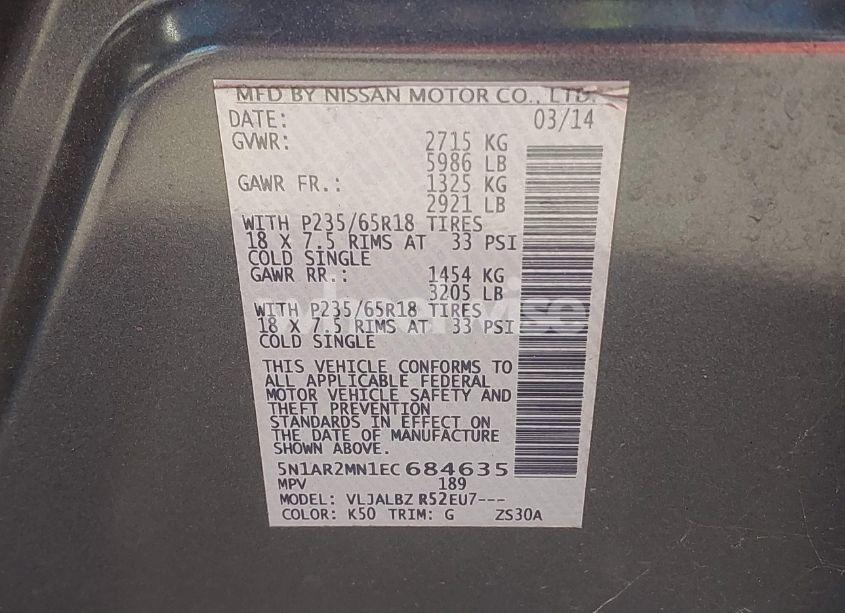 MFD BY NISSAN MOTOR CO., LTD.
DATE: 03/14
GVWR: 2715 KG
5986 LB
GAWR FR.: 1325 KG
2921 LB
WITH P235/65R18 TIRES
18 X 7.5 RIMS AT 33 PSI
COLD SINGLE
GAWR RR.: 1454 KG
3205 LB
WITH P235/65R18 TIRES
18 X 7.5 RIMS AT 33 PSI
COLD SINGLE
THIS VEHICLE CONFORMS TO
ALL APPLICABLE FEDERAL
MOTOR VEHICLE SAFETY AND
THEFT PREVENTION
STANDARDS IN EFFECT ON
THE DATE OF MANUFACTURE
SHOWN ABOVE.
5N1AR2MN1EC684635
MPV 189
MODEL: VLJALBZ R52EU7---
COLOR: K50 TRIM: G ZS30A